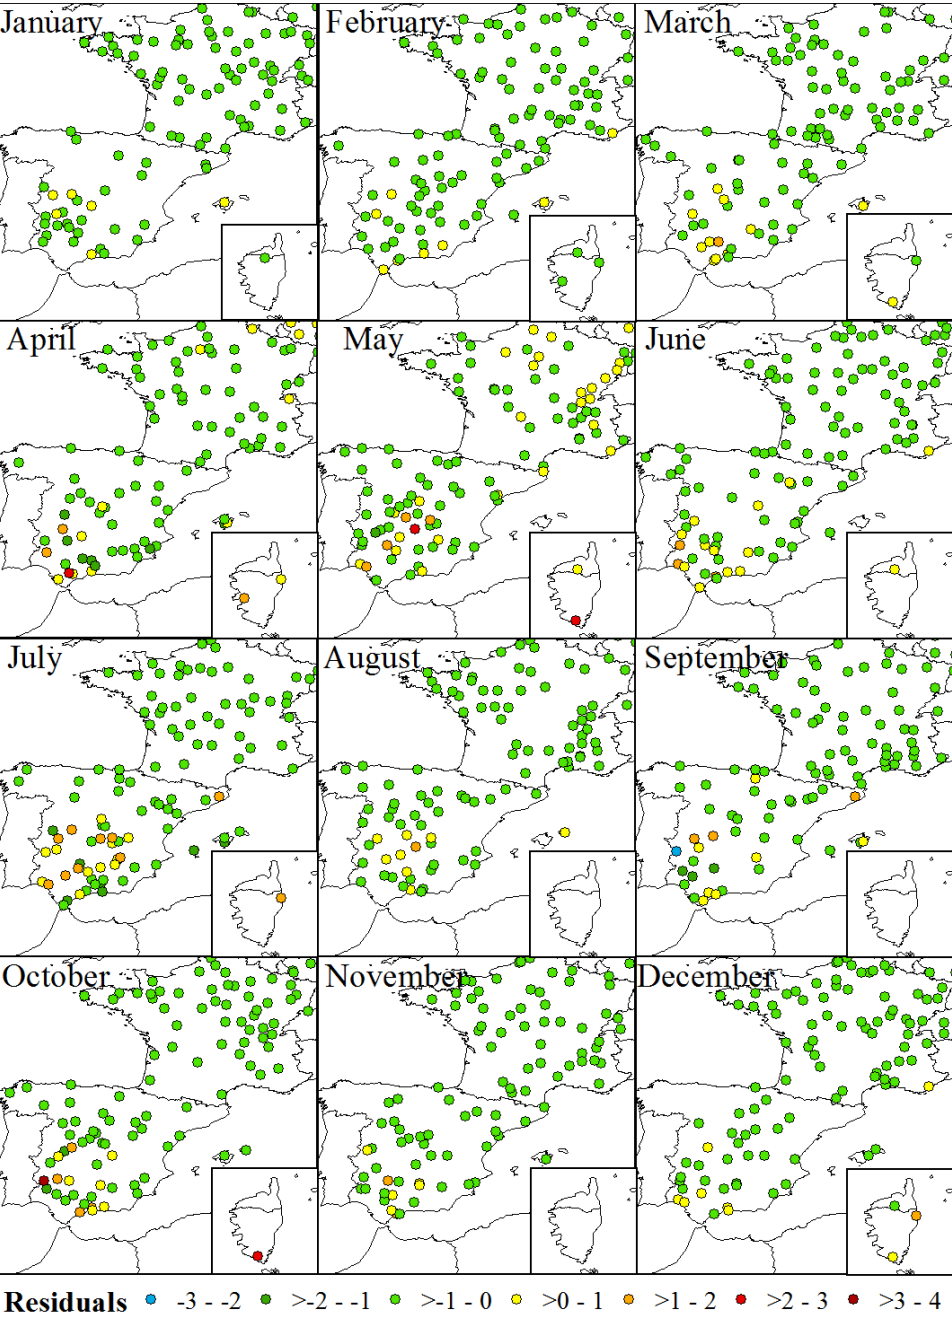 January February March
April May June
July August September
October November December
Residuals -3 - -2 >-2 - -1 >-1 - 0 >0 - 1 >1 - 2 >2 - 3 >3 - 4